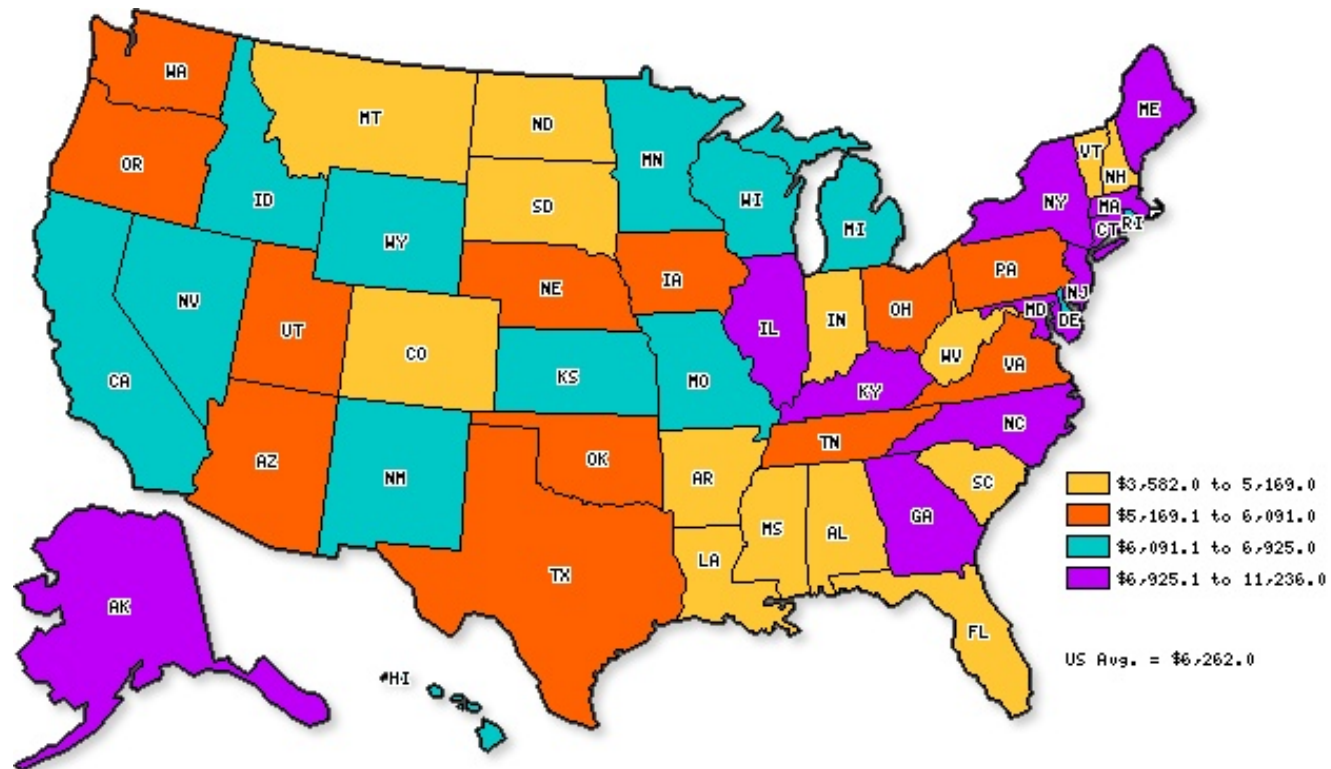 WA
MT
ND
MN
ME
OR
ID
SD
WI
MI
VT
NH
NY
MA
RI
CT
WY
NV
NE
IA
PA
NJ
MD
DE
UT
CO
CA
KS
MO
IL
IN
OH
WV
VA
KY
NC
TN
AZ
NM
OK
AR
SC
GA
MS
AL
LA
TX
FL
AK
HI
$3,582.0 to 5,169.0
$5,169.1 to 6,091.0
$6,091.1 to 6,925.0
$6,925.1 to 11,236.0
US Avg. = $6,262.0